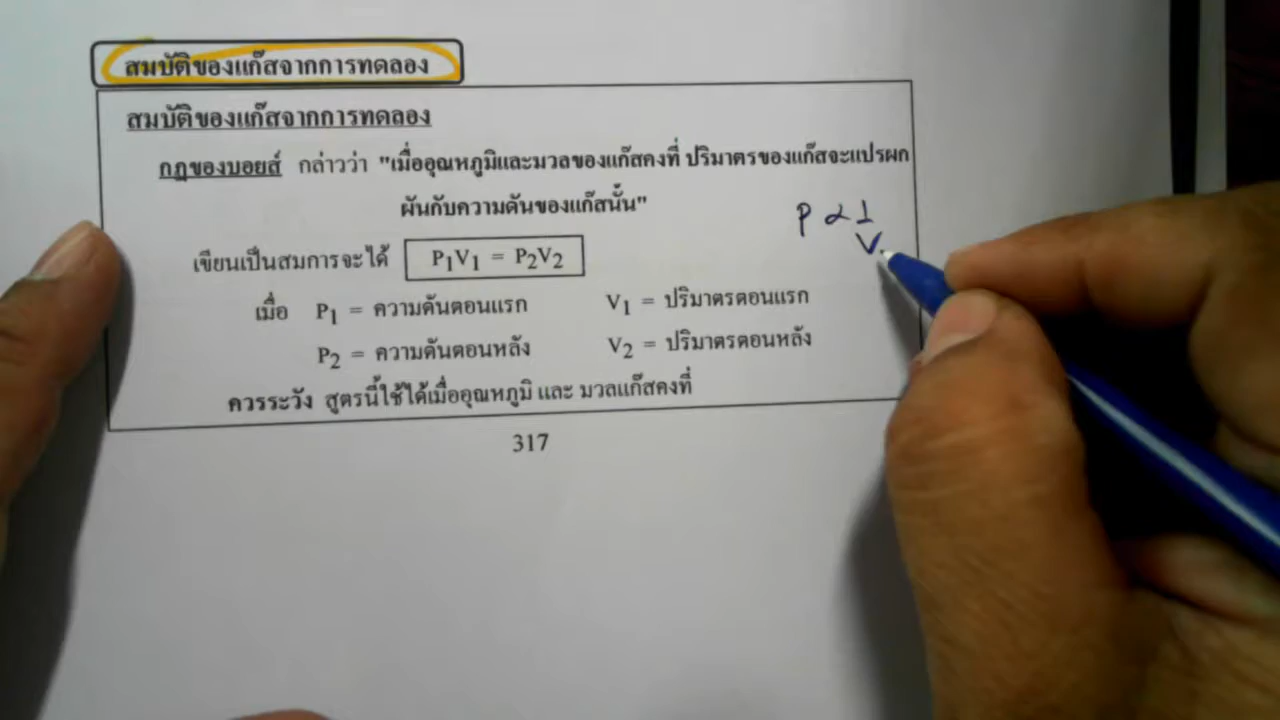 สมบัติของแก๊สจากการทดลอง
สมบัติของแก๊สจากการทดลอง
กฎของบอยส์ กล่าวว่า "เมื่ออุณหภูมิและมวลของแก๊สคงที่ ปริมาตรของแก๊สจะแปรผก
ผันกับความดันของแก๊สนั้น"
P ∝ 1
V
เขียนเป็นสมการจะได้ P₁V₁ = P₂V₂
เมื่อ P₁ = ความดันตอนแรก V₁ = ปริมาตรตอนแรก
P₂ = ความดันตอนหลัง V₂ = ปริมาตรตอนหลัง
ควรระวัง สูตรนี้ใช้ได้เมื่ออุณหภูมิ และ มวลแก๊สคงที่
317